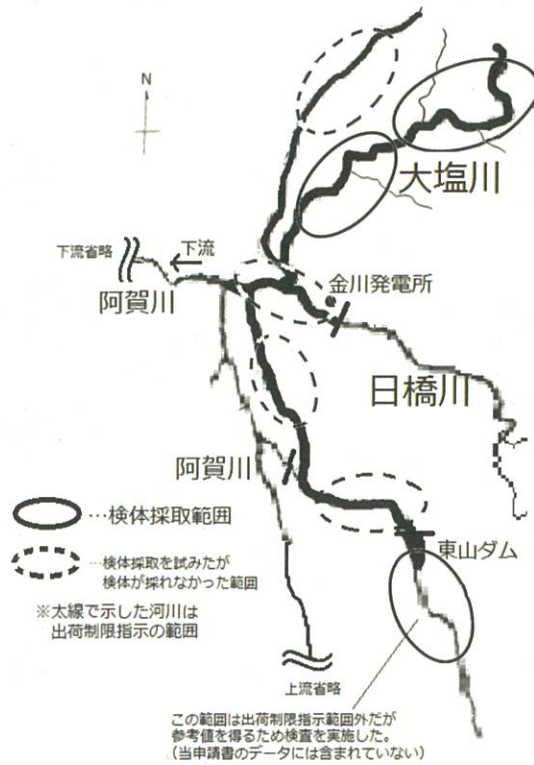 N
大塩川
下流省略
下流
阿賀川
金川発電所
日橋川
阿賀川
…検体採取範囲
…検体採取を試みたが
検体が採れなかった範囲
※太線で示した河川は
出荷制限指示の範囲
東山ダム
上流省略
この範囲は出荷制限指示範囲外だが
参考値を得るため検査を実施した。
(当申請書のデータには含まれていない)